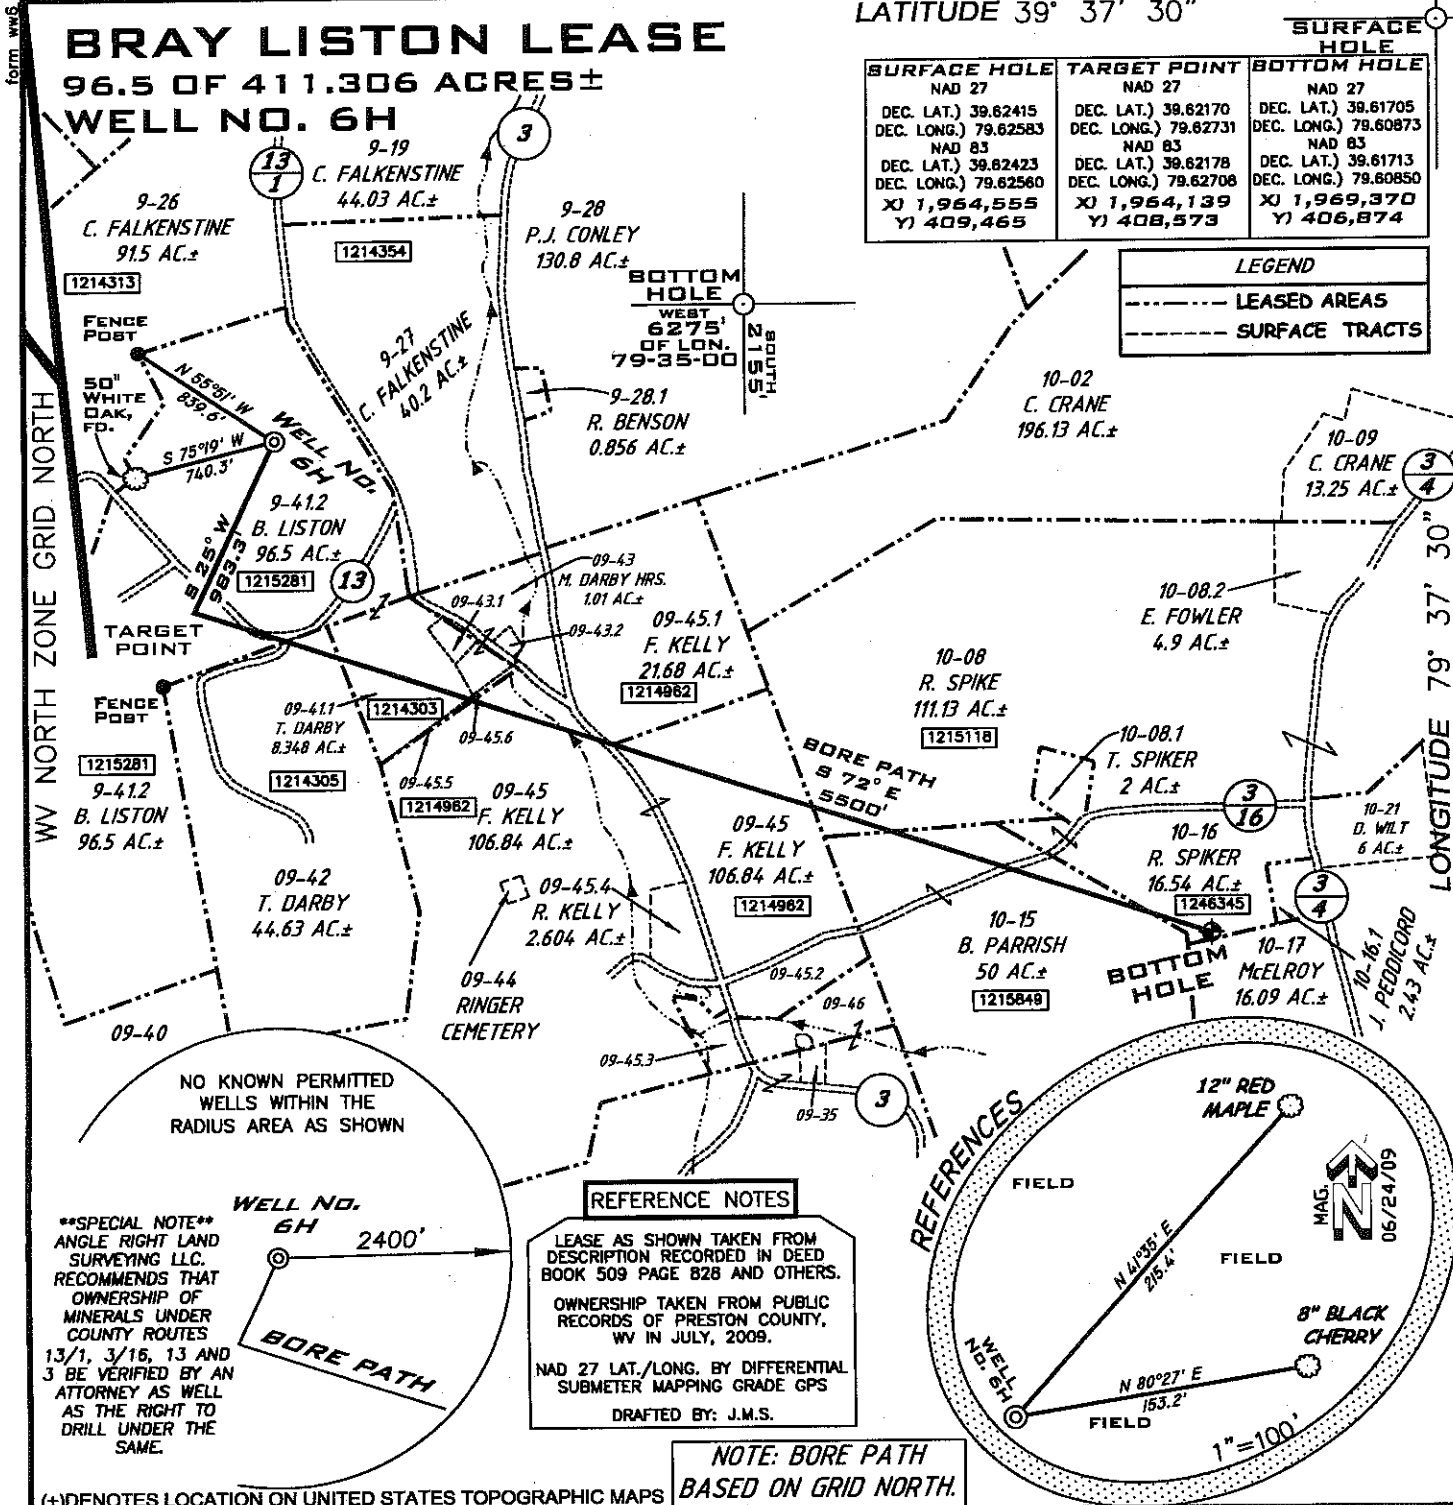 form ww6
BRAY LISTON LEASE
96.5 OF 411.306 ACRES±
WELL NO. 6H
LATITUDE 39° 37' 30"
SURFACE
HOLE
SURFACE HOLE
NAD 27
DEC. LAT.) 39.62415
DEC. LONG.) 79.62583
NAD 83
DEC. LAT.) 39.62423
DEC. LONG.) 79.62560
X) 1,964,555
Y) 409,465
TARGET POINT
NAD 27
DEC. LAT.) 39.62170
DEC. LONG.) 79.62731
NAD 83
DEC. LAT.) 39.62178
DEC. LONG.) 79.62708
X) 1,964,139
Y) 408,573
BOTTOM HOLE
NAD 27
DEC. LAT.) 39.61705
DEC. LONG.) 79.60873
NAD 83
DEC. LAT.) 39.61713
DEC. LONG.) 79.60850
X) 1,969,370
Y) 406,874
LEGEND
LEASED AREAS
SURFACE TRACTS
13
1
3
9-19
C. FALKENSTINE
44.03 AC.±
1214354
9-26
C. FALKENSTINE
91.5 AC.±
1214313
9-28
P.J. CONLEY
130.8 AC.±
BOTTOM
HOLE
WEST
6275'
OF LON.
79-35-00
SOUTH
2155'
FENCE
POST
50"
WHITE
OAK,
FD.
N 55°51' W
839.6'
S 75°19' W
740.3'
WELL NO.
6H
9-27
C. FALKENSTINE
40.2 AC.±
9-28.1
R. BENSON
0.856 AC.±
10-02
C. CRANE
196.13 AC.±
10-09
C. CRANE
13.25 AC.±
3
4
WV NORTH ZONE GRID NORTH
LONGITUDE 79° 37' 30"
9-41.2
B. LISTON
96.5 AC.±
1215281
13
S 25° W
983.3'
TARGET
POINT
09-43
M. DARBY HRS.
1.01 AC.±
09-43.1
09-43.2
09-45.1
F. KELLY
21.68 AC.±
1214962
10-08.2
E. FOWLER
4.9 AC.±
10-08
R. SPIKE
111.13 AC.±
1215118
FENCE
POST
09-41.1
T. DARBY
8.348 AC.±
1214305
1214303
09-45.6
09-45.5
1214962
09-45
F. KELLY
106.84 AC.±
BORE PATH
S 72° E
5500'
10-08.1
T. SPIKER
2 AC.±
3
16
1215281
9-41.2
B. LISTON
96.5 AC.±
09-45
F. KELLY
106.84 AC.±
1214962
10-16
R. SPIKER
16.54 AC.±
1246345
10-21
D. WILT
6 AC.±
3
4
09-42
T. DARBY
44.63 AC.±
09-45.4
R. KELLY
2.604 AC.±
10-15
B. PARRISH
50 AC.±
1215849
BOTTOM
HOLE
10-17
McELROY
16.09 AC.±
10-16.1
J. PEDDICORD
2.43 AC.±
09-44
RINGER
CEMETERY
09-45.2
09-46
09-40
09-45.3
09-35
3
NO KNOWN PERMITTED
WELLS WITHIN THE
RADIUS AREA AS SHOWN
WELL NO.
6H
2400'
BORE PATH
**SPECIAL NOTE**
ANGLE RIGHT LAND
SURVEYING LLC.
RECOMMENDS THAT
OWNERSHIP OF
MINERALS UNDER
COUNTY ROUTES
13/1, 3/16, 13 AND
3 BE VERIFIED BY AN
ATTORNEY AS WELL
AS THE RIGHT TO
DRILL UNDER THE
SAME.
REFERENCE NOTES
LEASE AS SHOWN TAKEN FROM
DESCRIPTION RECORDED IN DEED
BOOK 509 PAGE 828 AND OTHERS.
OWNERSHIP TAKEN FROM PUBLIC
RECORDS OF PRESTON COUNTY,
WV IN JULY, 2009.
NAD 27 LAT./LONG. BY DIFFERENTIAL
SUBMETER MAPPING GRADE GPS
DRAFTED BY: J.M.S.
REFERENCES
12" RED
MAPLE
FIELD
MAG.
N
06/24/09
N 41°35' E
215.4'
FIELD
8" BLACK
CHERRY
WELL
NO. 6H
N 80°27' E
153.2'
FIELD
1"=100'
NOTE: BORE PATH
BASED ON GRID NORTH.
(+)DENOTES LOCATION ON UNITED STATES TOPOGRAPHIC MAPS